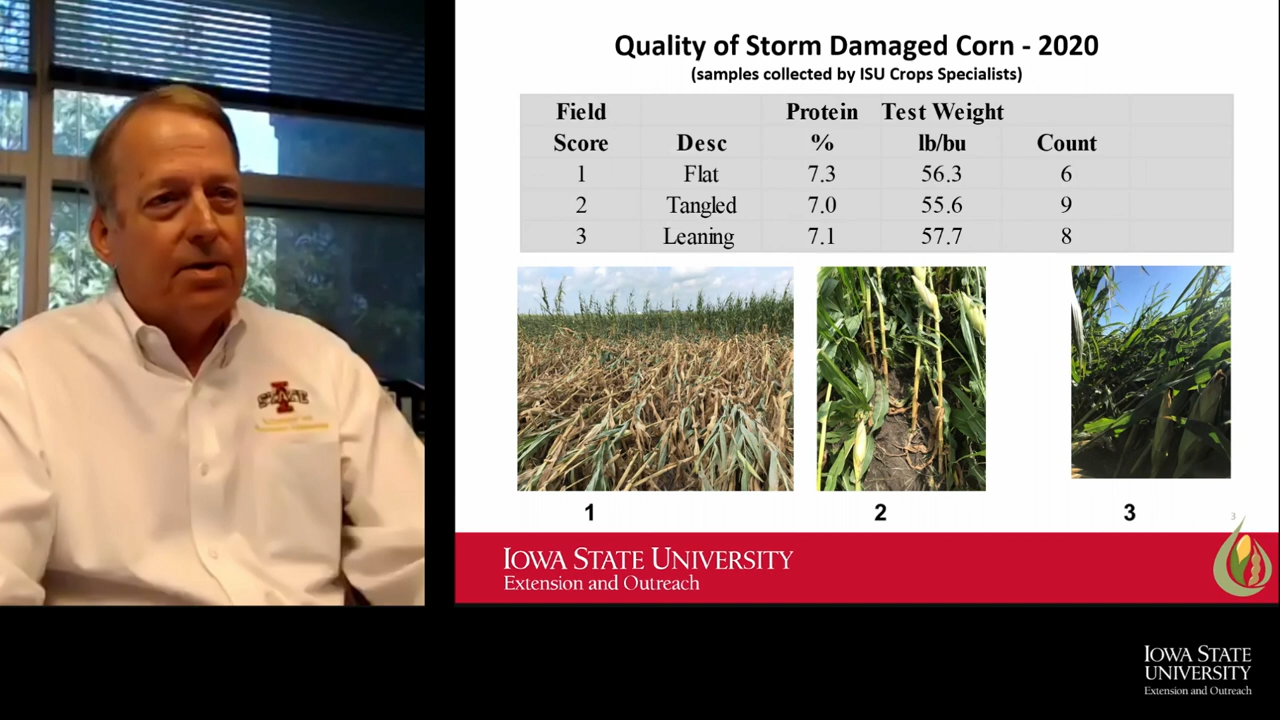 Quality of Storm Damaged Corn - 2020
(samples collected by ISU Crops Specialists)
Field Score Desc Protein % Test Weight lb/bu Count
1 Flat 7.3 56.3 6
2 Tangled 7.0 55.6 9
3 Leaning 7.1 57.7 8
1 2 3
3
IOWA STATE UNIVERSITY
Extension and Outreach
STATE
IOWA STATE
UNIVERSITY
Extension and Outreach